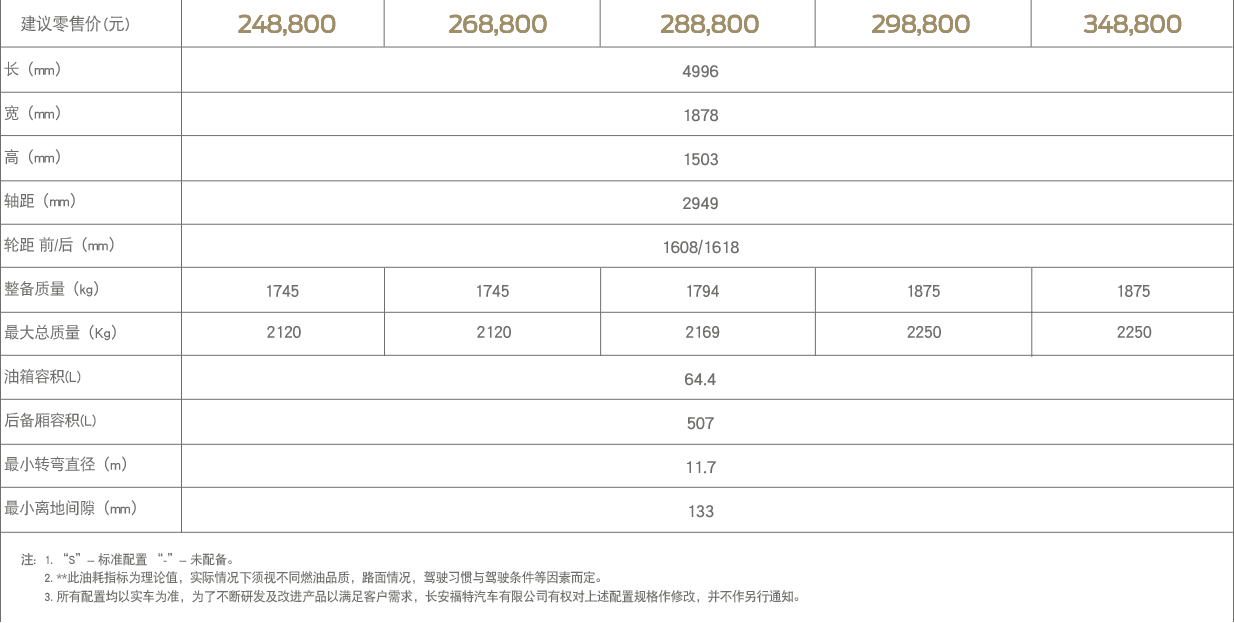 建议零售价(元) 248,800 268,800 288,800 298,800 348,800
长（mm） 4996
宽（mm） 1878
高（mm） 1503
轴距（mm） 2949
轮距 前/后（mm） 1608/1618
整备质量（kg） 1745 1745 1794 1875 1875
最大总质量（Kg） 2120 2120 2169 2250 2250
油箱容积(L) 64.4
后备厢容积(L) 507
最小转弯直径（m） 11.7
最小离地间隙（mm） 133
注: 1. “S” – 标准配置 “-” – 未配备。
2. **此油耗指标为理论值，实际情况下须视不同燃油品质，路面情况，驾驶习惯与驾驶条件等因素而定。
3. 所有配置均以实车为准，为了不断研发及改进产品以满足客户需求，长安福特汽车有限公司有权对上述配置规格作修改，并不作另行通知。